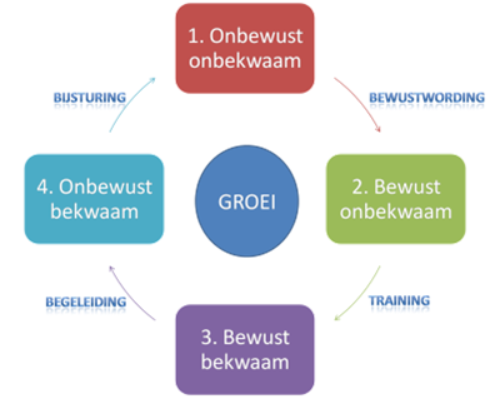 1. Onbewust
onbekwaam
BIJSTURING
BEWUSTWORDING
4. Onbewust
bekwaam
GROEI
2. Bewust
onbekwaam
BEGELEIDING
TRAINING
3. Bewust
bekwaam